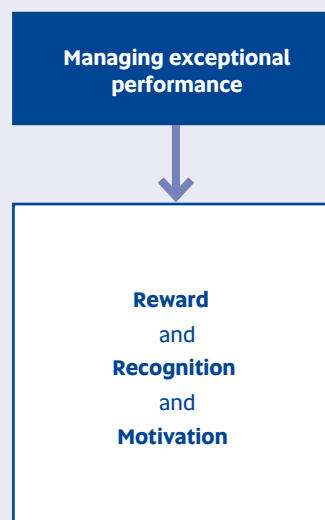 Managing exceptional
performance
Reward
and
Recognition
and
Motivation